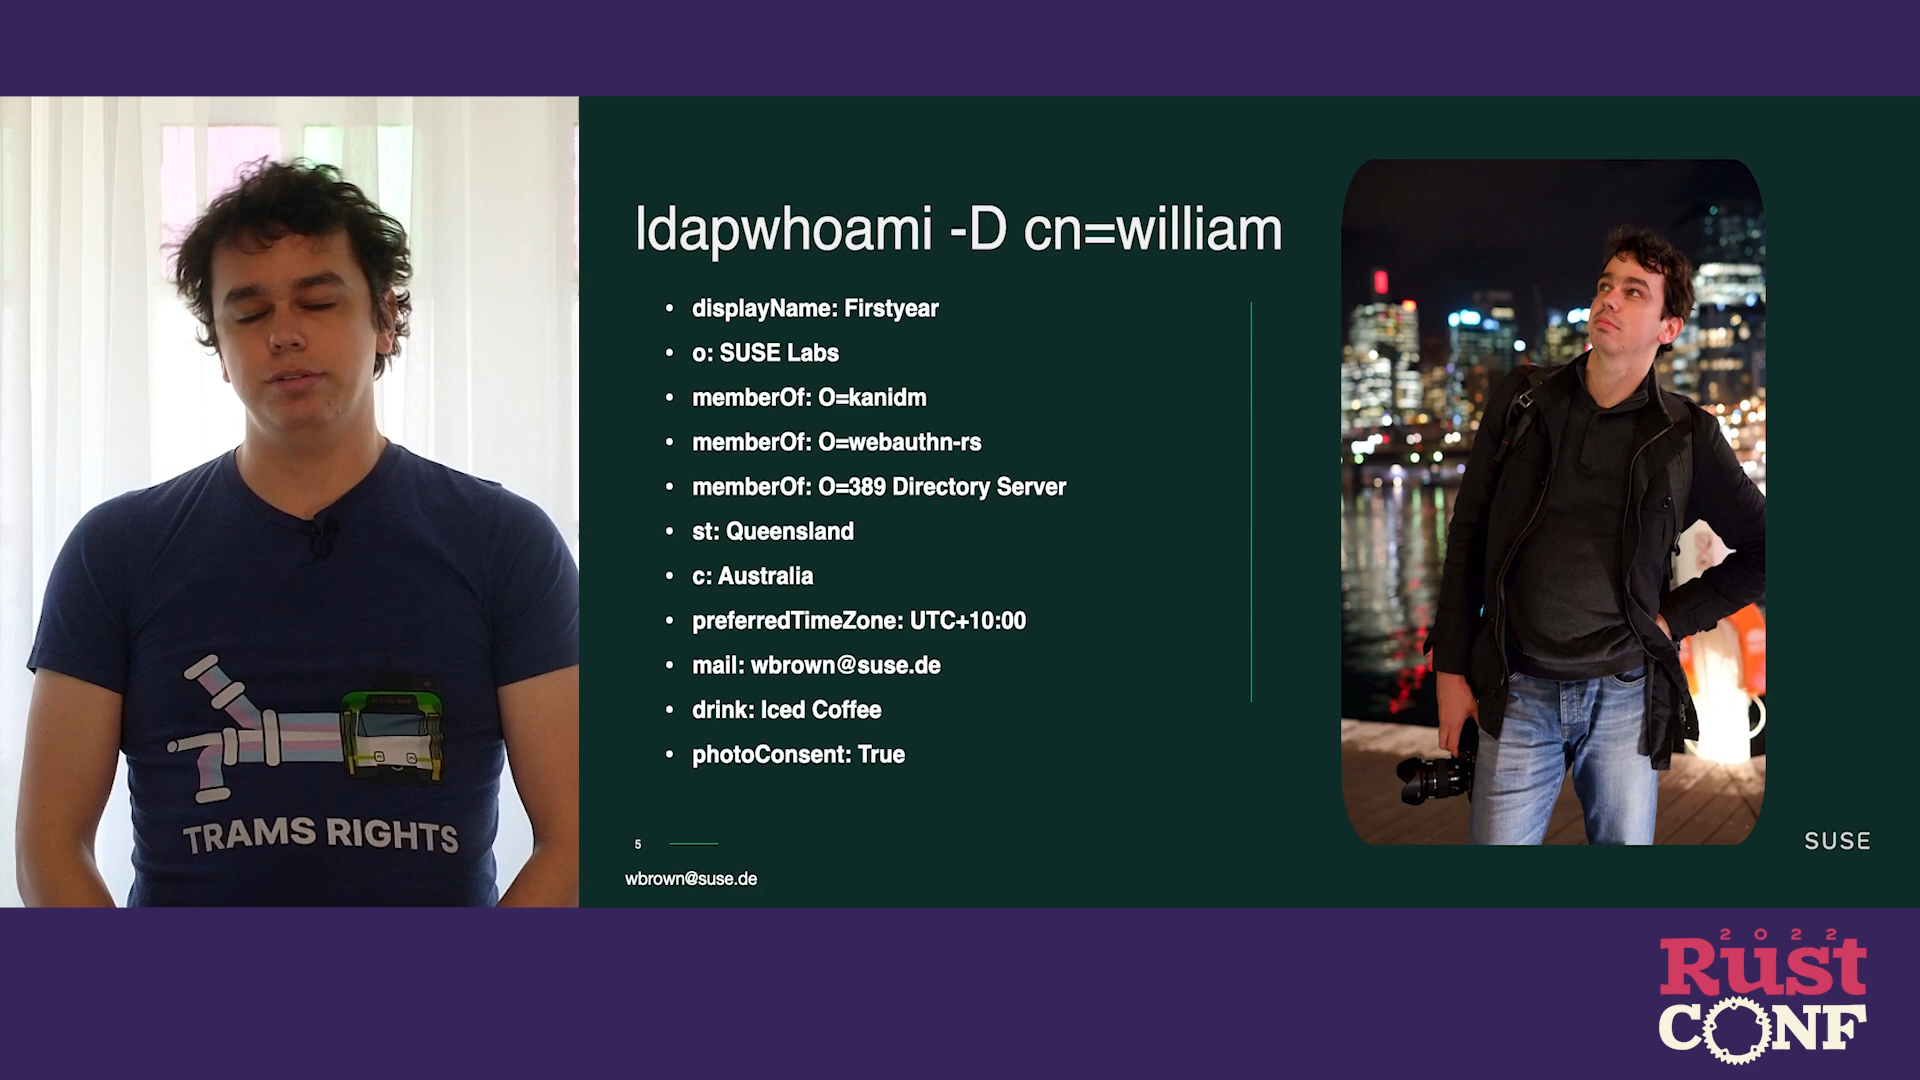 ldapwhoami -D cn=william
• displayName: Firstyear
• o: SUSE Labs
• memberOf: O=kanidm
• memberOf: O=webauthn-rs
• memberOf: O=389 Directory Server
• st: Queensland
• c: Australia
• preferredTimeZone: UTC+10:00
• mail: wbrown@suse.de
• drink: Iced Coffee
• photoConsent: True
5
wbrown@suse.de
SUSE
TRAMS RIGHTS
2022
Rust
CONF